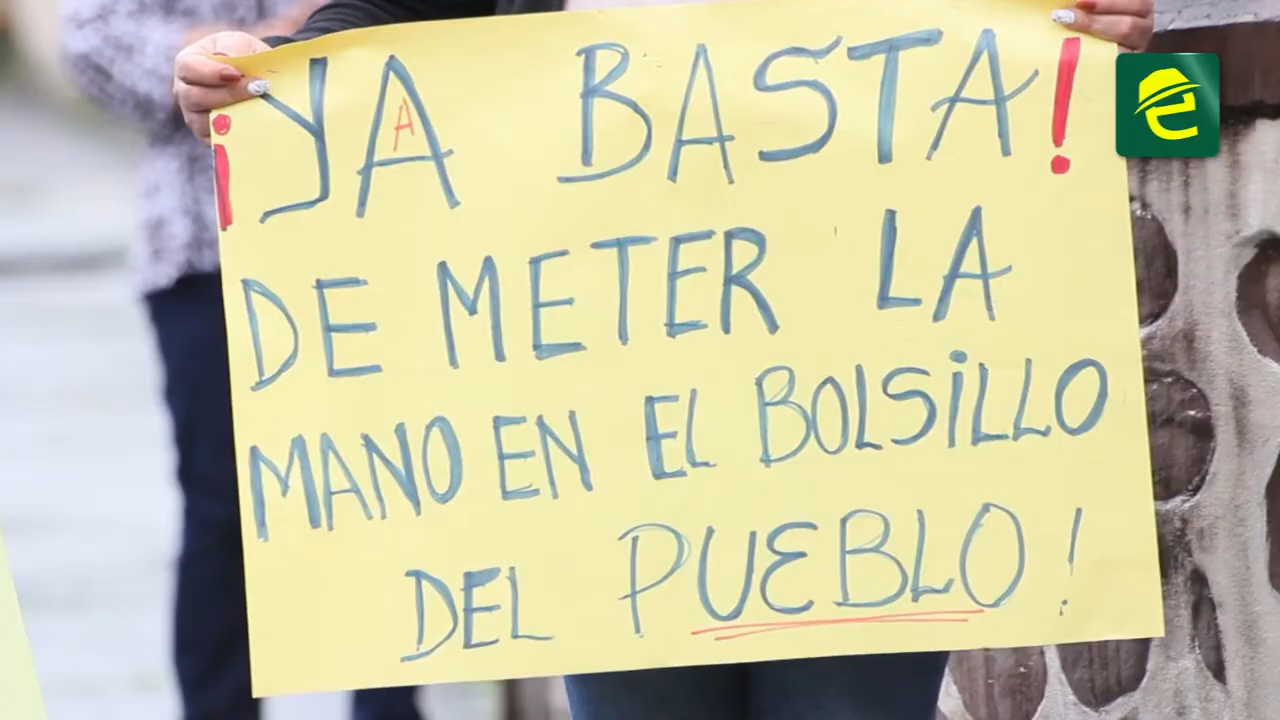 ¡YA BASTA!
A
DE METER LA
MANO EN EL BOLSiLLO
DEL PUEBLO!